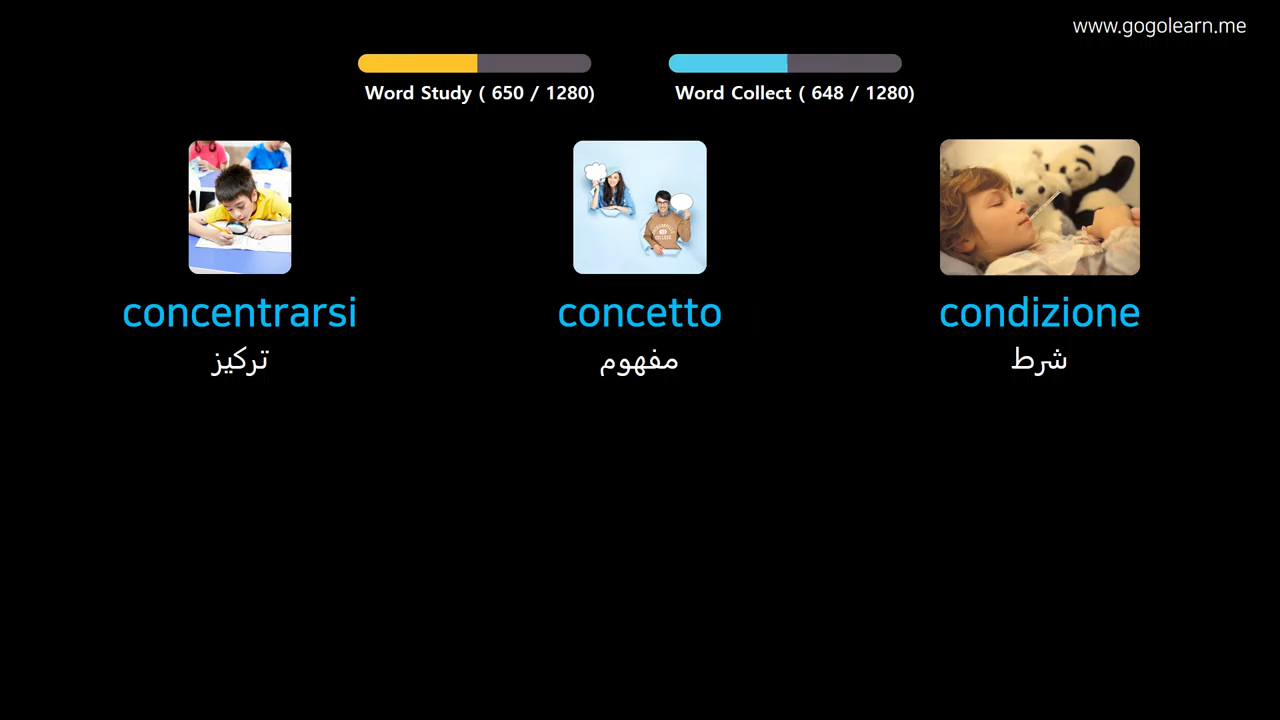 www.gogolearn.me
Word Study ( 650 / 1280)
Word Collect ( 648 / 1280)
concentrarsi
تركيز
concetto
مفهوم
condizione
شرط